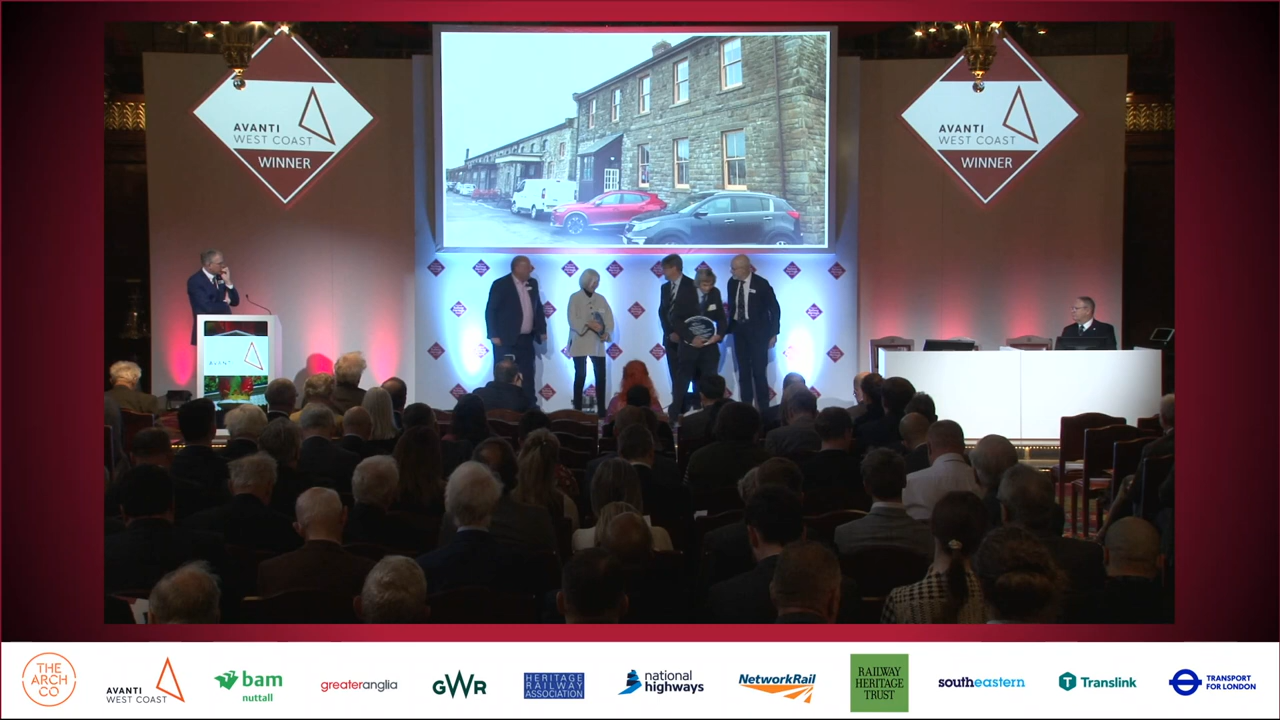 AVANTI
WEST COAST
WINNER
AVANTI
WEST COAST
WINNER
AVANTI
THE
ARCH
CO
AVANTI
WEST COAST
bam
nuttall
greateranglia
GWR
HERITAGE
RAILWAY
ASSOCIATION
national
highways
NetworkRail
RAILWAY
HERITAGE
TRUST
southeastern
Translink
TRANSPORT
FOR LONDON